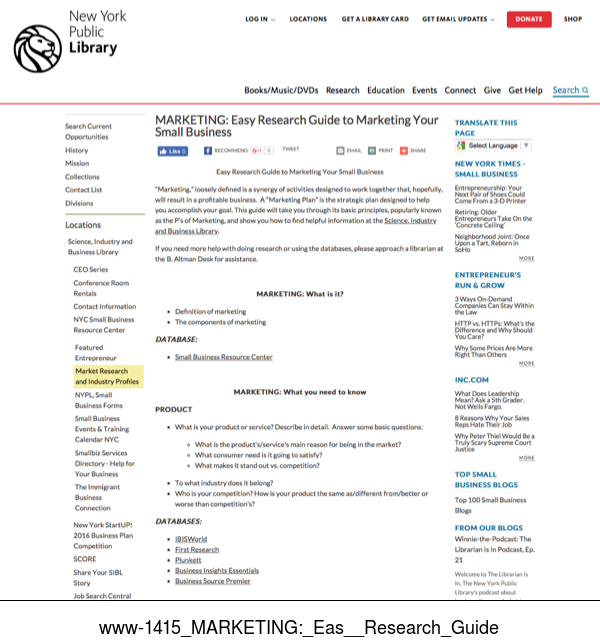 New York
Public
Library
LOG IN
LOCATIONS
GET A LIBRARY CARD
GET EMAIL UPDATES
DONATE
SHOP
Books/Music/DVDs
Research
Education
Events
Connect
Give
Get Help
Search
Search Current
Opportunities
History
Mission
Collections
Contact List
Divisions
Locations
Science, Industry and
Business Library
CEO Series
Conference Room
Rentals
Contact Information
NYC Small Business
Resource Center
Featured
Entrepreneur
Market Research
and Industry Profiles
NYPL, Small
Business Forms
Small Business
Events & Training
Calendar NYC
Smallbiz Services
Directory - Help for
Your Business
The Immigrant
Business
Connection
New York StartUP!
2016 Business Plan
Competition
SCORE
Share Your SIBL
Story
Job Search Central
MARKETING: Easy Research Guide to Marketing Your
Small Business
Like 0
RECOMMEND
G+1 0
TWEET
EMAIL
PRINT
SHARE
Easy Research Guide to Marketing Your Small Business
"Marketing," loosely defined is a synergy of activities designed to work together that, hopefully,
will result in a profitable business. A "Marketing Plan" is the strategic plan designed to help
you accomplish your goal. This guide will take you through its basic principles, popularly known
as the P's of Marketing, and show you how to find helpful information at the Science, Industry
and Business Library.
If you need more help with doing research or using the databases, please approach a librarian at
the B. Altman Desk for assistance.
MARKETING: What is it?
• Definition of marketing
• The components of marketing
DATABASE:
• Small Business Resource Center
MARKETING: What you need to know
PRODUCT
• What is your product or service? Describe in detail. Answer some basic questions:
◦ What is the product's/service's main reason for being in the market?
◦ What consumer need is it going to satisfy?
◦ What makes it stand out vs. competition?
• To what industry does it belong?
• Who is your competition? How is your product the same as/different from/better or
worse than competition's?
DATABASES:
• IBISWorld
• First Research
• Plunkett
• Business Insights Essentials
• Business Source Premier
TRANSLATE THIS
PAGE
Select Language
NEW YORK TIMES -
SMALL BUSINESS
Entrepreneurship: Your
Next Pair of Shoes Could
Come From a 3-D Printer
Retiring: Older
Entrepreneurs Take On the
'Concrete Ceiling'
Neighborhood Joint: Once
Upon a Tart, Reborn in
SoHo
MORE
ENTREPRENEUR'S
RUN & GROW
3 Ways On-Demand
Companies Can Stay Within
the Law
HTTP vs. HTTPs: What's the
Difference and Why Should
You Care?
Why Some Prices Are More
Right Than Others
MORE
INC.COM
What Does Leadership
Mean? Ask a 5th Grader.
Not Wells Fargo.
8 Reasons Why Your Sales
Reps Hate Their Job
Why Peter Thiel Would Be a
Truly Scary Supreme Court
Justice
MORE
TOP SMALL
BUSINESS BLOGS
Top 100 Small Business
Blogs
FROM OUR BLOGS
Winnie-the-Podcast: The
Librarian Is In Podcast, Ep.
21
Welcome to The Librarian is
In, The New York Public
Library's podcast about
www-1415_MARKETING:_Eas__Research_Guide